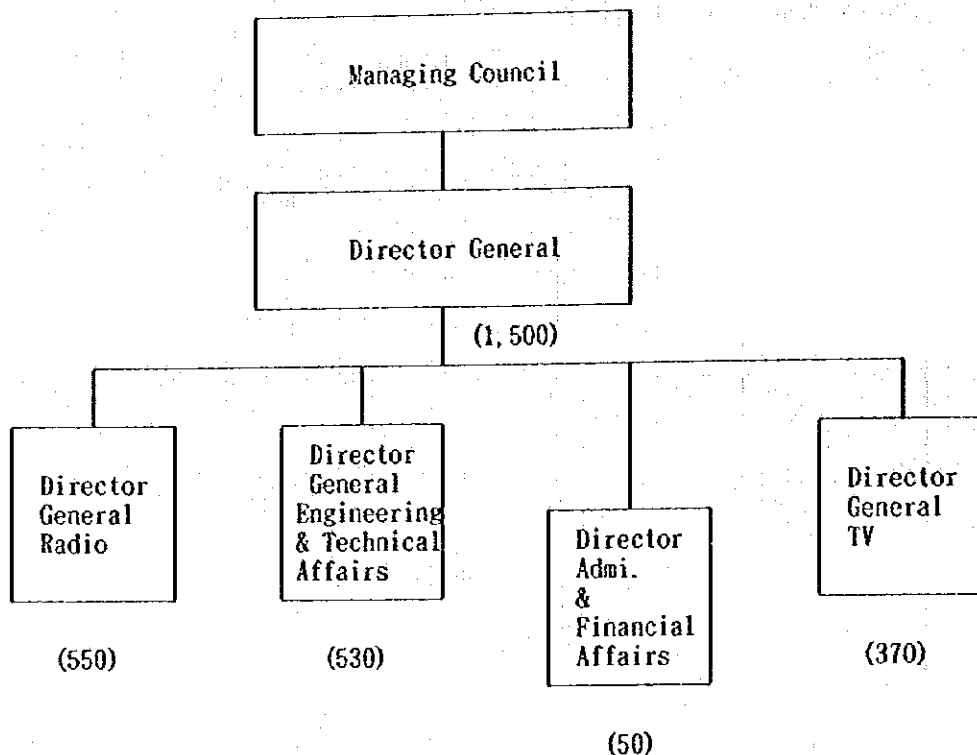 Managing Council
Director General
(1,500)
Director
General
Radio
(550)
Director
General
Engineering
& Technical
Affairs
(530)
Director
Admi.
&
Financial
Affairs
(50)
Director
General
TV
(370)